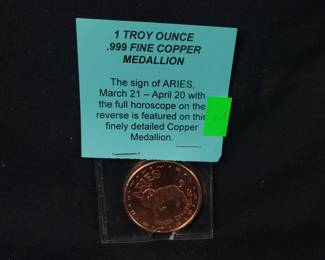 1 TROY OUNCE
.999 FINE COPPER
MEDALLION
The sign of ARIES,
March 21 – April 20 with
the full horoscope on the
reverse is featured on this
finely detailed Copper
Medallion.
ARIES